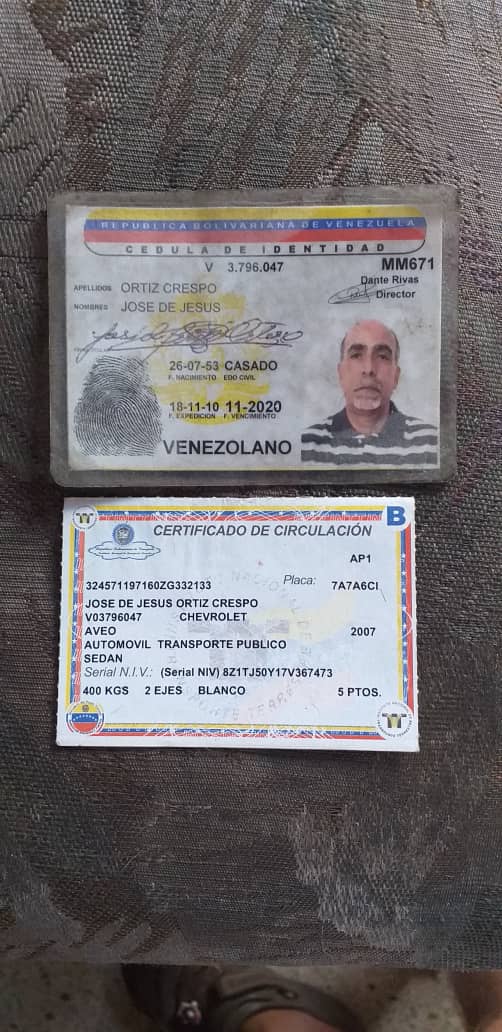 REPUBLICA BOLIVARIANA DE VENEZUELA
CEDULA DE IDENTIDAD
V 3.796.047 MM671
Dante Rivas
Director
APELLIDOS ORTIZ CRESPO
NOMBRES JOSE DE JESUS
26-07-53 CASADO
F. NACIMIENTO EDO CIVIL
18-11-10 11-2020
F. EXPEDICION F. VENCIMIENTO
VENEZOLANO
B
CERTIFICADO DE CIRCULACIÓN
AP1
324571197160ZG332133 Placa: 7A7A6CI
JOSE DE JESUS ORTIZ CRESPO
V03796047 CHEVROLET
AVEO 2007
AUTOMOVIL TRANSPORTE PUBLICO
SEDAN
Serial N.I.V.: (Serial NIV) 8Z1TJ50Y17V367473
400 KGS 2 EJES BLANCO 5 PTOS.